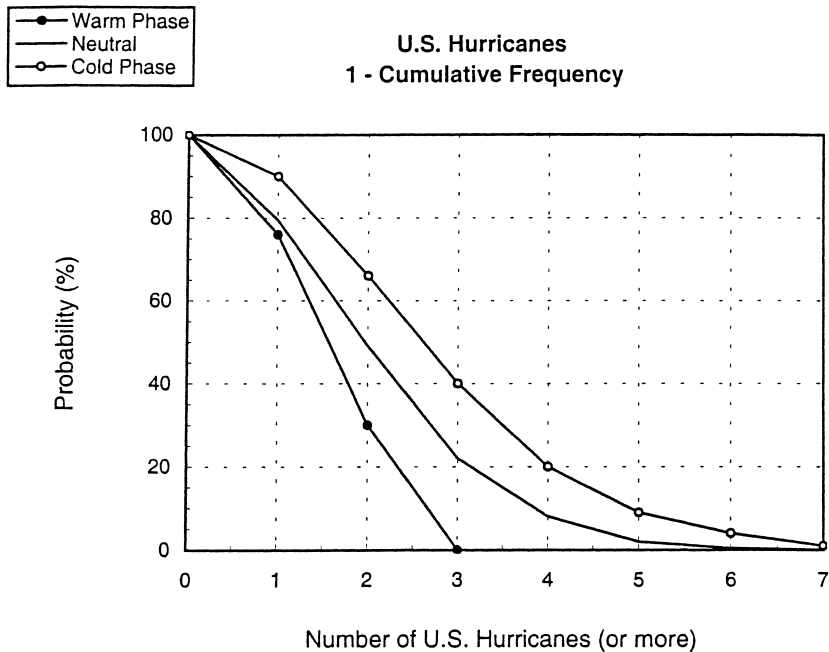 Warm Phase
Neutral
Cold Phase
U.S. Hurricanes
1 - Cumulative Frequency
Probability (%)
100
80
60
40
20
0
0 1 2 3 4 5 6 7
Number of U.S. Hurricanes (or more)